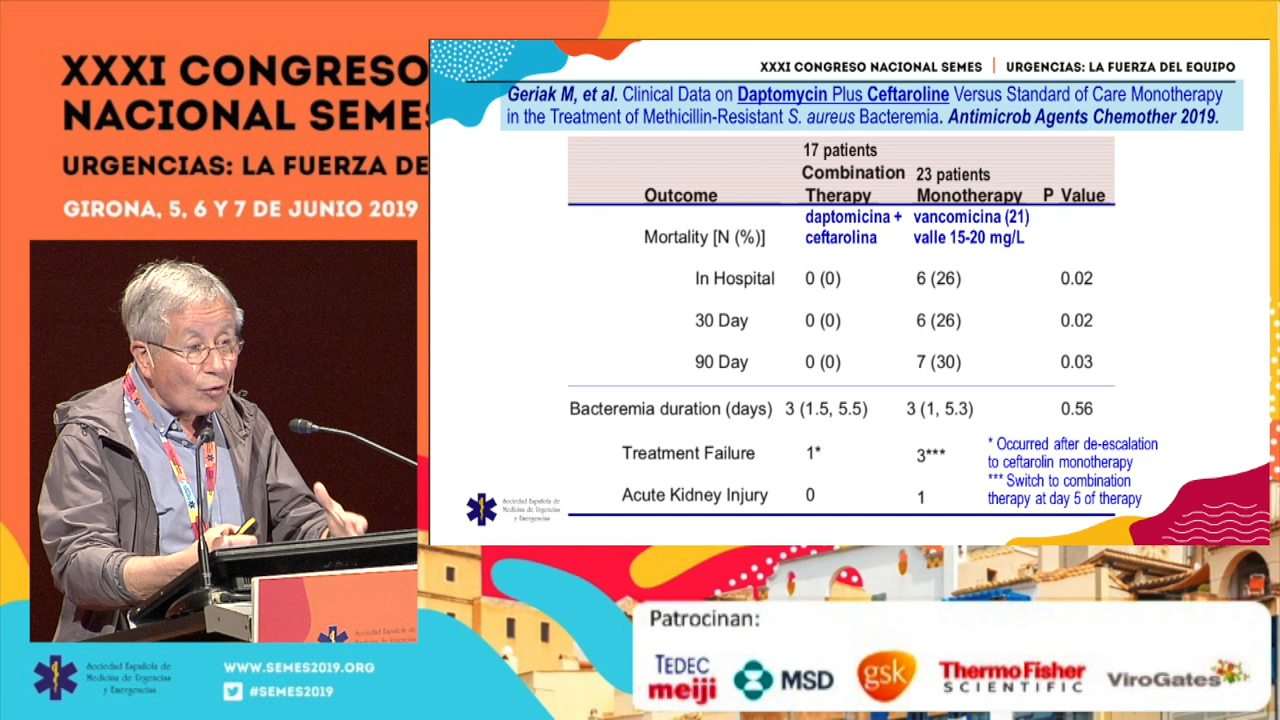 XXXI CONGRESO
NACIONAL SEMES
URGENCIAS: LA FUERZA DE
GIRONA, 5, 6 Y 7 DE JUNIO 2019
XXXI CONGRESO NACIONAL SEMES | URGENCIAS: LA FUERZA DEL EQUIPO
Geriak M, et al. Clinical Data on Daptomycin Plus Ceftaroline Versus Standard of Care Monotherapy
in the Treatment of Methicillin-Resistant S. aureus Bacteremia. Antimicrob Agents Chemother 2019.
17 patients
Combination 23 patients
Outcome Therapy Monotherapy P Value
daptomicina + vancomicina (21)
Mortality [N (%)] ceftarolina valle 15-20 mg/L
In Hospital 0 (0) 6 (26) 0.02
30 Day 0 (0) 6 (26) 0.02
90 Day 0 (0) 7 (30) 0.03
Bacteremia duration (days) 3 (1.5, 5.5) 3 (1, 5.3) 0.56
Treatment Failure 1* 3***
Acute Kidney Injury 0 1
* Occurred after de-escalation
to ceftarolin monotherapy
*** Switch to combination
therapy at day 5 of therapy
Sociedad Española de
Medicina de Urgencias
y Emergencias
Sociedad Española de
Sociedad Española de
Medicina de Urgencias
y Emergencias
WWW.SEMES2019.ORG
#SEMES2019
Patrocinan:
TEDEC
meiji
MSD
gsk
ThermoFisher
SCIENTIFIC
ViroGates